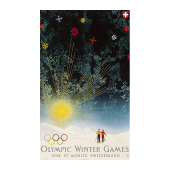 OLYMPIC WINTER GAMES
1948 ST. MORITZ SWITZERLAND